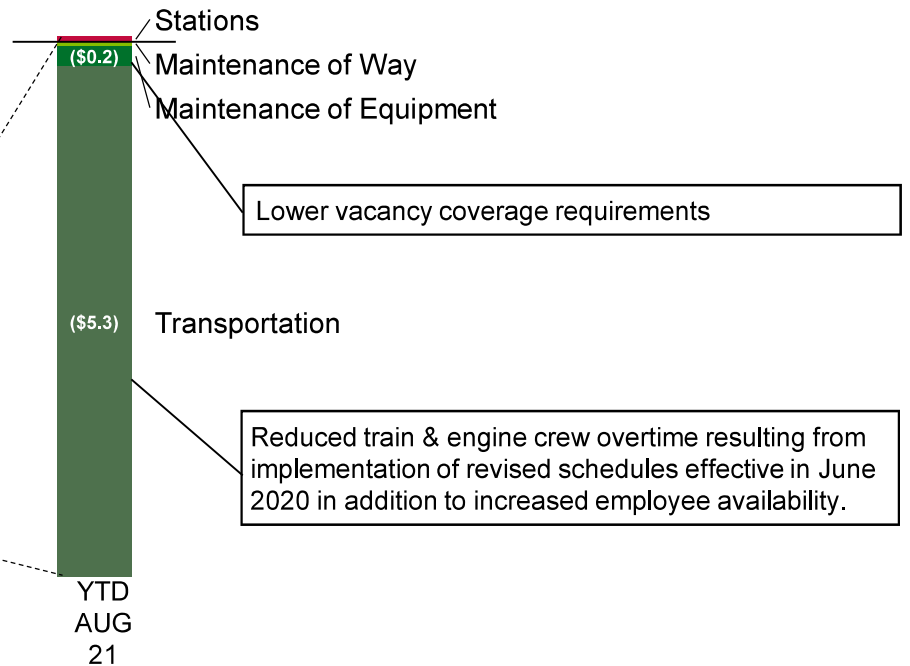 Stations
($0.2)
Maintenance of Way
Maintenance of Equipment
Lower vacancy coverage requirements
($5.3)
Transportation
Reduced train & engine crew overtime resulting from
implementation of revised schedules effective in June
2020 in addition to increased employee availability.
YTD
AUG
21